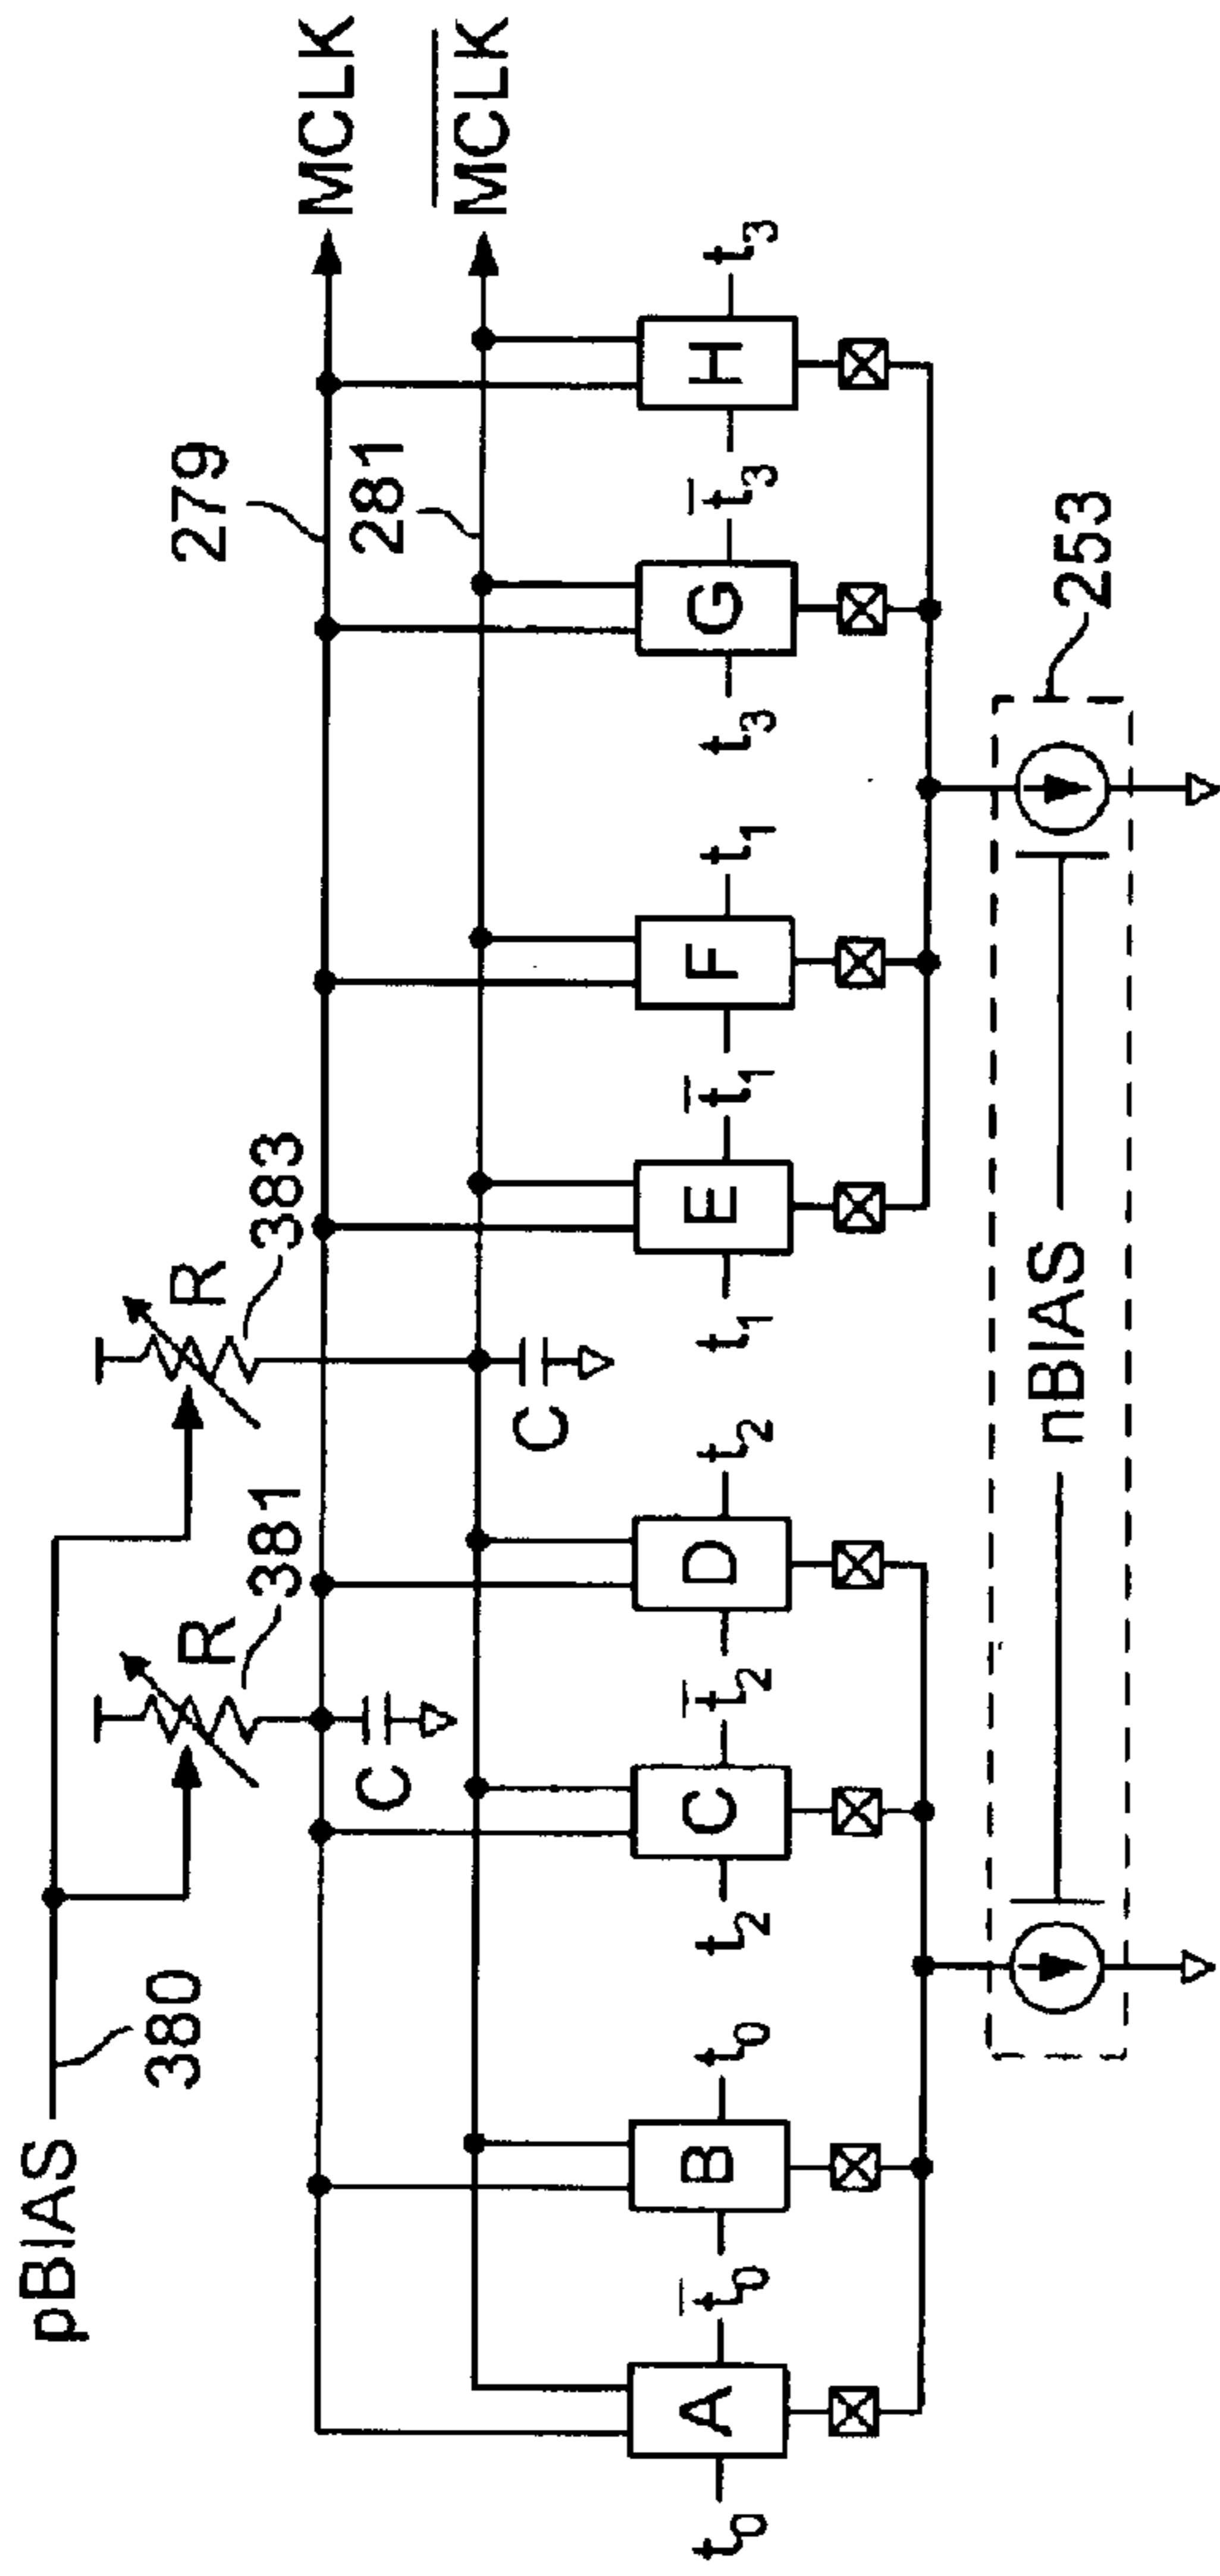 pBIAS
380
R
381
R
383
279
MCLK
281
M̅C̅L̅K̅
C
C
A
B
C
D
E
F
G
H
t₀
t̅₀
t₀
t₂
t̅₂
t₂
t₁
t̅₁
t₁
t₃
t̅₃
t₃
nBIAS
253